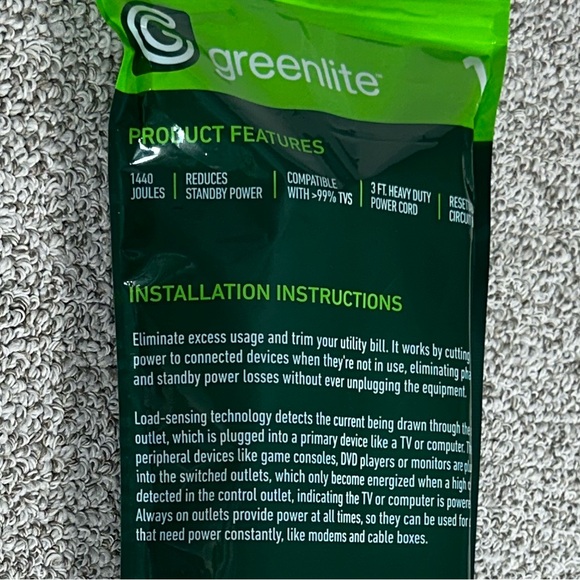 greenlite™
PRODUCT FEATURES
1440 JOULES
REDUCES STANDBY POWER
COMPATIBLE WITH >99% TVS
3 FT. HEAVY DUTY POWER CORD
INSTALLATION INSTRUCTIONS
Eliminate excess usage and trim your utility bill. It works by cutting
power to connected devices when they're not in use, eliminating
and standby power losses without ever unplugging the equipment.
Load-sensing technology detects the current being drawn through the
outlet, which is plugged into a primary device like a TV or computer.
peripheral devices like game consoles, DVD players or monitors are
into the switched outlets, which only become energized when a high
detected in the control outlet, indicating the TV or computer is
Always on outlets provide power at all times, so they can be used for
that need power constantly, like modems and cable boxes.